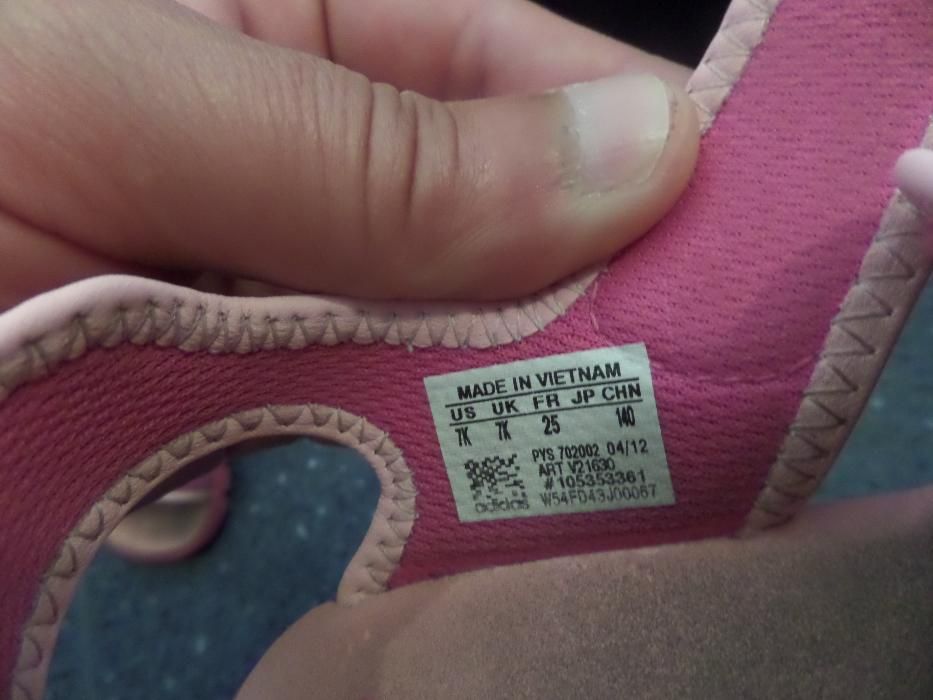 MADE IN VIETNAM
US UK FR JP CHN
7K 7K 25 140
PYS 702002 04/12
ART V21630
# 105353361
adidas W54FD43J00067